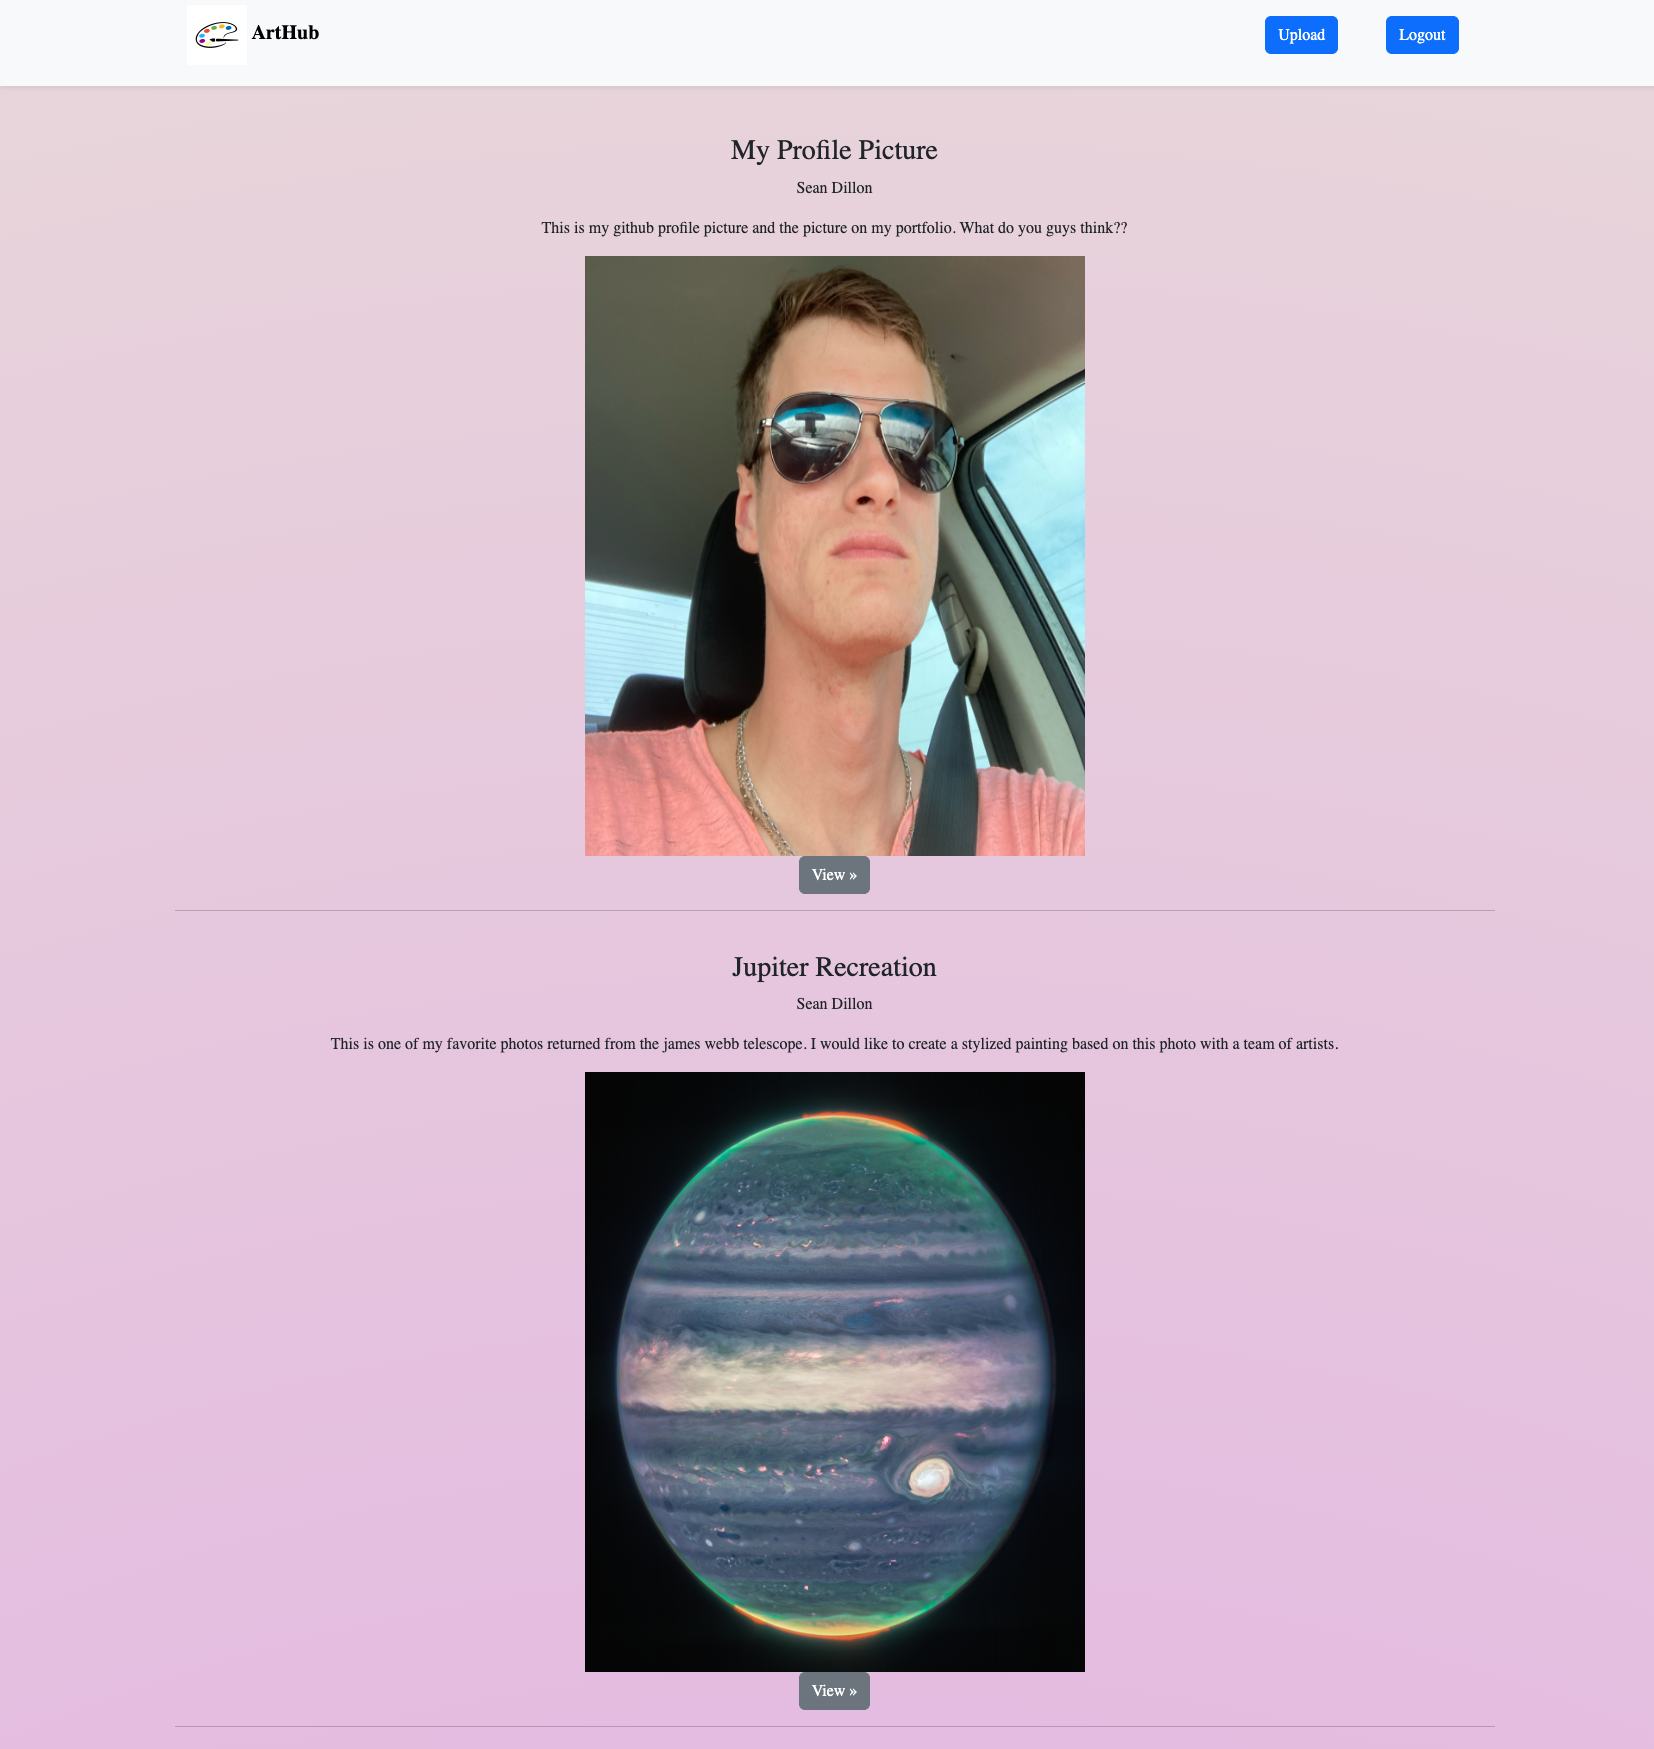 ArtHub
Upload
Logout
My Profile Picture
Sean Dillon
This is my github profile picture and the picture on my portfolio. What do you guys think??
View »
Jupiter Recreation
Sean Dillon
This is one of my favorite photos returned from the james webb telescope. I would like to create a stylized painting based on this photo with a team of artists.
View »